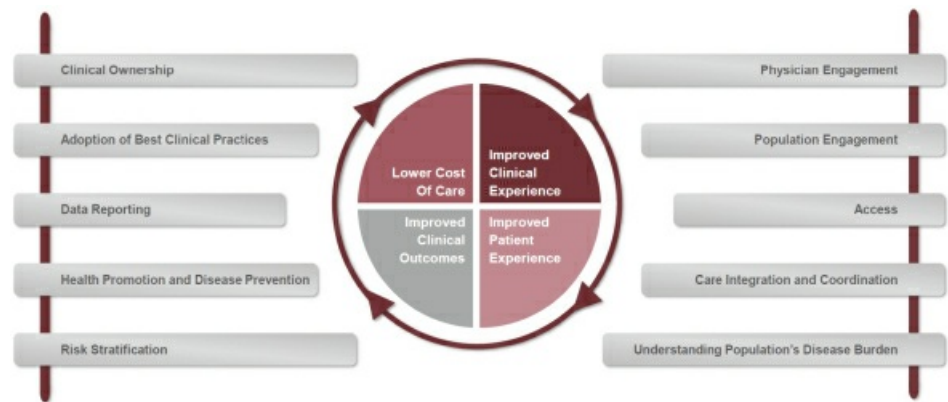 Clinical Ownership
Adoption of Best Clinical Practices
Data Reporting
Health Promotion and Disease Prevention
Risk Stratification
Lower Cost
Of Care
Improved
Clinical
Experience
Improved
Clinical
Outcomes
Improved
Patient
Experience
Physician Engagement
Population Engagement
Access
Care Integration and Coordination
Understanding Population's Disease Burden